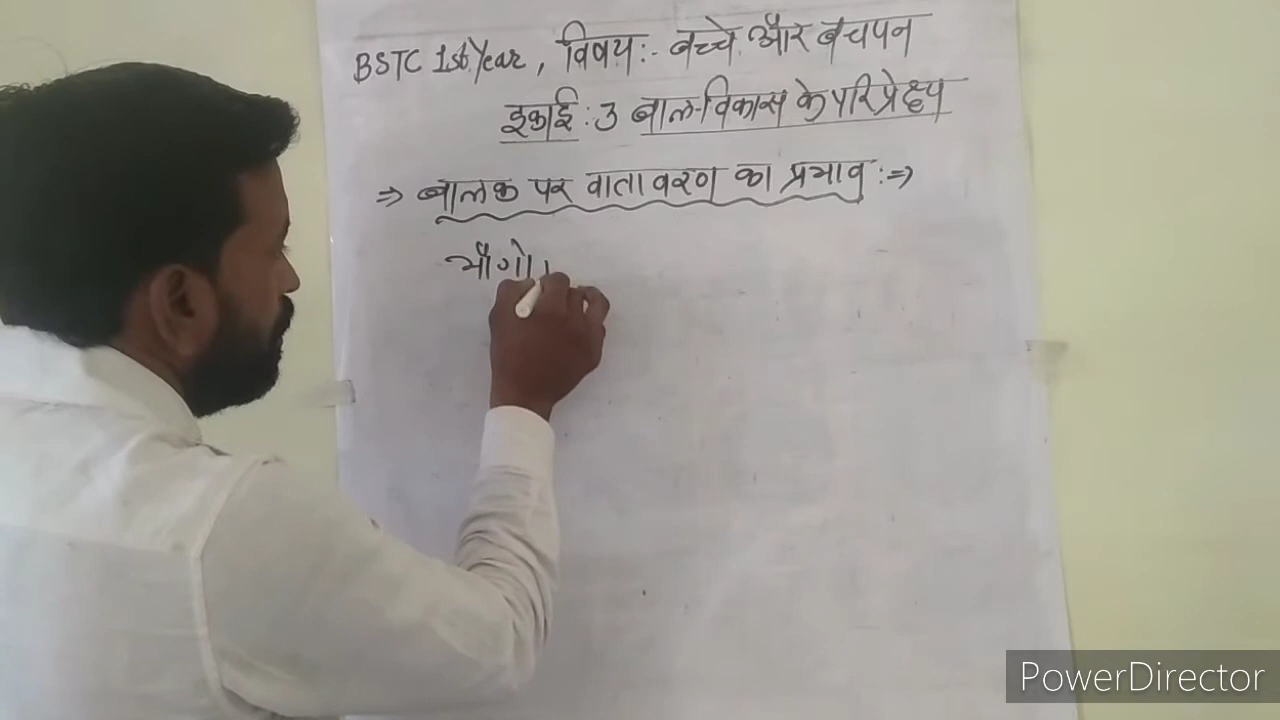 BSTC 1st Year, विषय:- बच्चे और बचपन
इकाई : 3 बाल-विकास के परिप्रेक्ष्य
⇒ बालक पर वातावरण का प्रभाव :⇒
भौगो
PowerDirector